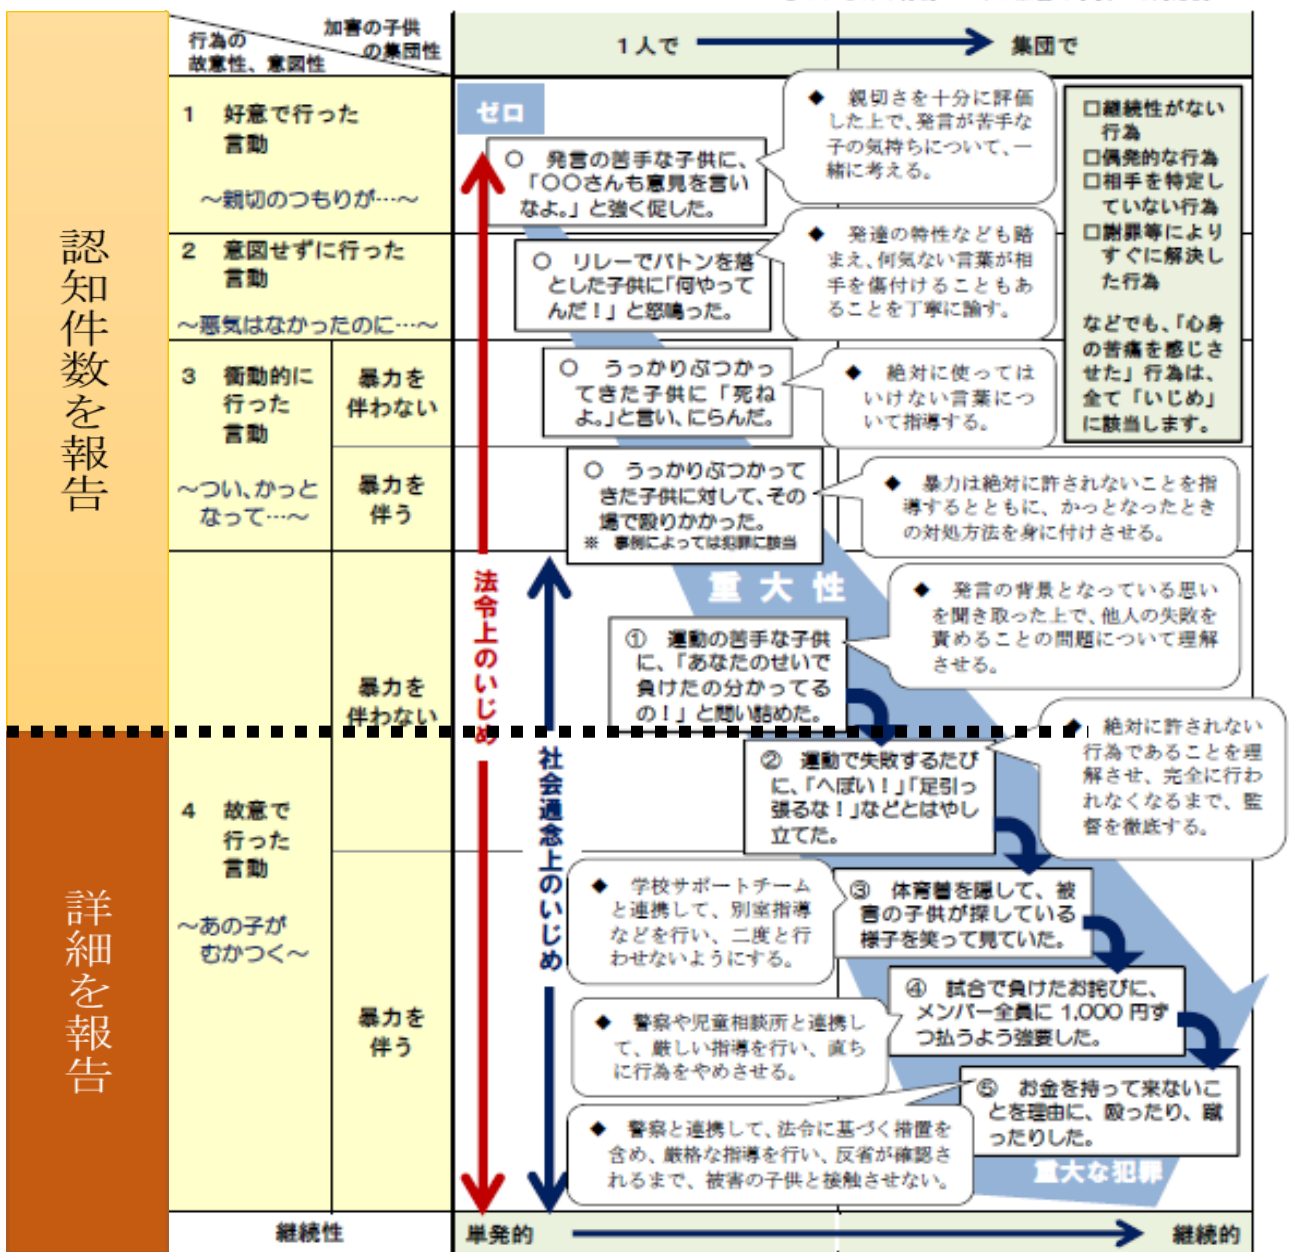 加害の子供
の集団性
行為の
故意性、意図性
1人で
集団で
認知件数を報告
詳細を報告
1 好意で行った
言動
～親切のつもりが…～
2 意図せずに行った
言動
～悪気はなかったのに…～
3 衝動的に
行った
言動
～つい、かっと
なって…～
暴力を
伴わない
暴力を
伴う
4 故意で
行った
言動
～あの子が
むかつく～
暴力を
伴わない
暴力を
伴う
ゼロ
○ 発言の苦手な子供に、
「○○さんも意見を言い
なよ。」と強く促した。
◆ 親切さを十分に評価
した上で、発言が苦手な
子の気持ちについて、一
緒に考える。
○ リレーでバトンを落
とした子供に「何やって
んだ!」と怒鳴った。
◆ 発達の特性なども踏
まえ、何気ない言葉が相
手を傷付けることもあ
ることを丁寧に諭す。
○ うっかりぶつかっ
てきた子供に「死ね
よ。」と言い、にらんだ。
◆ 絶対に使っては
いけない言葉につ
いて指導する。
○ うっかりぶつかって
きた子供に対して、その
場で殴りかかった。
※ 事例によっては犯罪に該当
◆ 暴力は絶対に許されないことを指
導するとともに、かっとなったとき
の対処方法を身に付けさせる。
□継続性がない
行為
□偶発的な行為
□相手を特定し
ていない行為
□謝罪等により
すぐに解決し
た行為
などでも、「心身
の苦痛を感じさ
せた」行為は、
全て「いじめ」
に該当します。
法令上のいじめ
社会通念上のいじめ
重大性
① 運動の苦手な子供
に、「あなたのせいで
負けたの分かってる
の!」と問い詰めた。
◆ 発言の背景となっている思い
を聞き取った上で、他人の失敗を
責めることの問題について理解
させる。
② 運動で失敗するたび
に、「へぼい!」「足引っ
張るな!」などとはやし
立てた。
◆ 絶対に許されない
行為であることを理
解させ、完全に行わ
れなくなるまで、監
督を徹底する。
③ 体育着を隠して、被
害の子供が探している
様子を笑って見ていた。
◆ 学校サポートチーム
と連携して、別室指導
などを行い、二度と行
わせないようにする。
④ 試合で負けたお詫びに、
メンバー全員に 1,000 円ず
つ払うよう強要した。
◆ 警察や児童相談所と連携し
て、厳しい指導を行い、直ち
に行為をやめさせる。
⑤ お金を持って来ないこ
とを理由に、殴ったり、蹴
ったりした。
◆ 警察と連携して、法令に基づく措置を
含め、厳格な指導を行い、反省が確認さ
れるまで、被害の子供と接触させない。
重大な犯罪
継続性
単発的
継続的